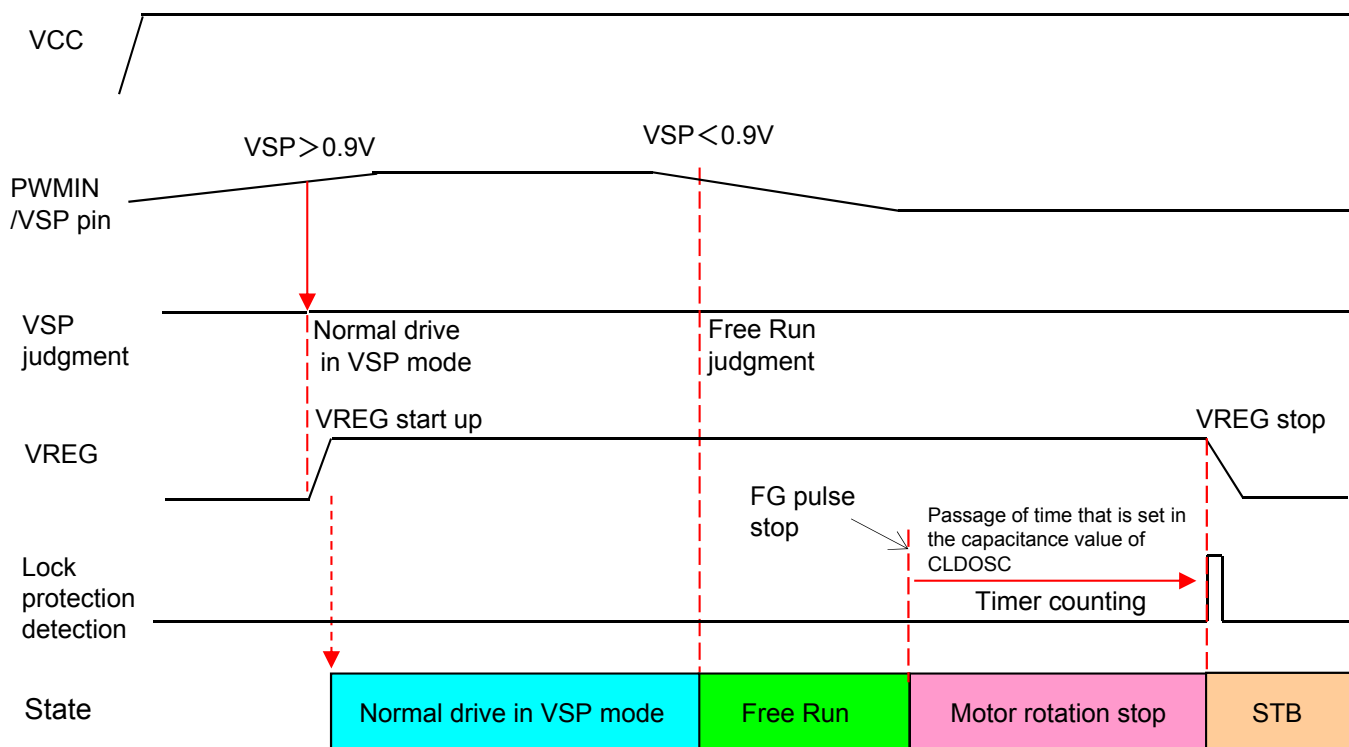 VCC
VSP＞0.9V
VSP＜0.9V
PWMIN
/VSP pin
VSP
judgment
Normal drive
in VSP mode
Free Run
judgment
VREG start up
VREG stop
VREG
FG pulse
stop
Passage of time that is set in
the capacitance value of
CLDOSC
Timer counting
Lock
protection
detection
State
Normal drive in VSP mode
Free Run
Motor rotation stop
STB